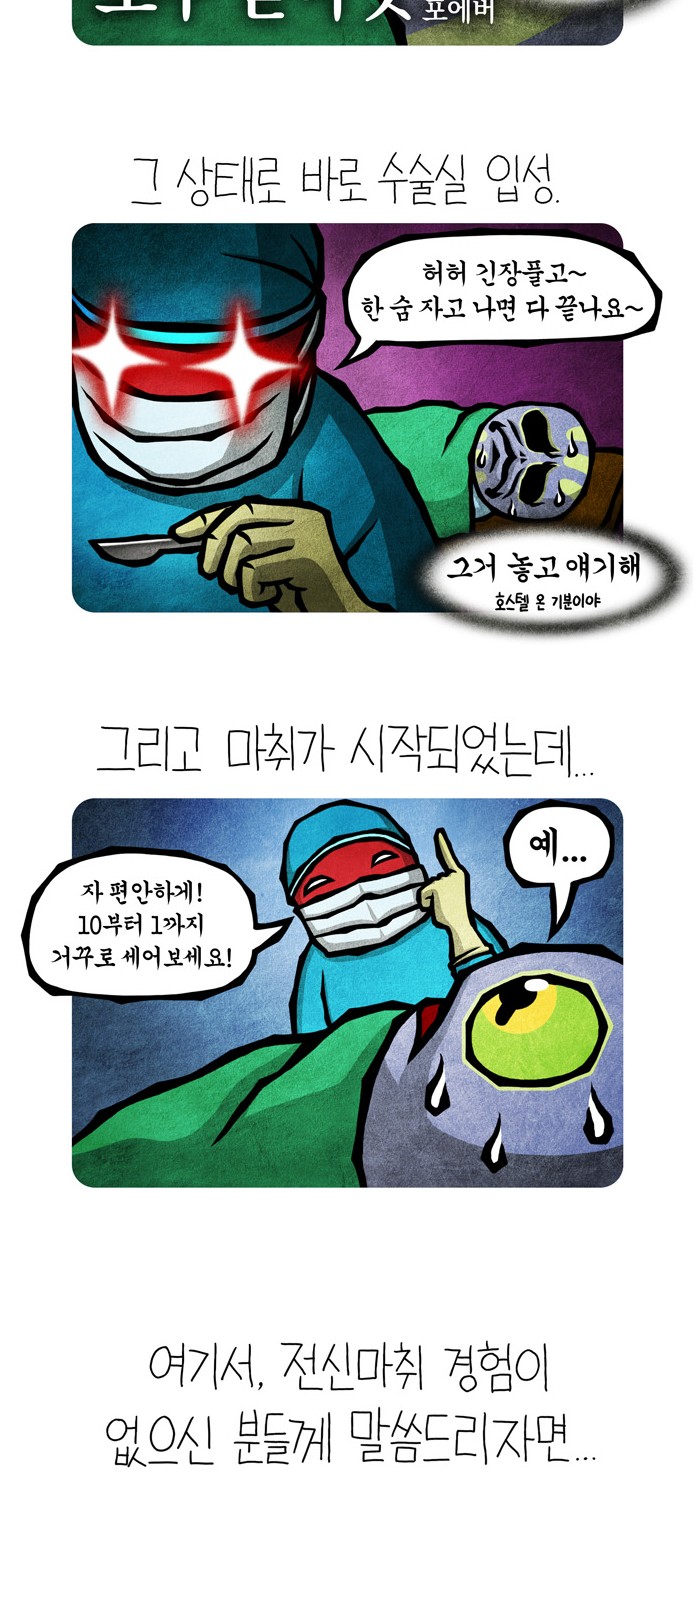 포에버
그 상태로 바로 수술실 입성.
허허 긴장풀고~
한 숨 자고 나면 다 끝나요~
그거 놓고 얘기해
호스텔 온 기분이야
그리고 마취가 시작되었는데...
예...
자 편안하게!
10부터 1까지
거꾸로 세어보세요!
여기서, 전신마취 경험이
없으신 분들께 말씀드리자면...